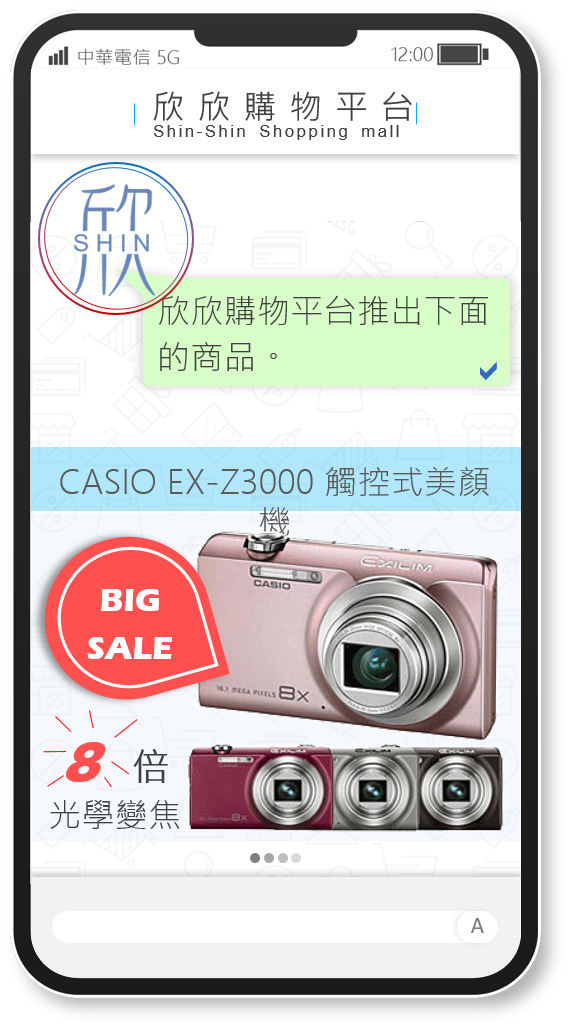 中華電信 5G 12:00
欣欣購物平台
Shin-Shin Shopping mall
欣
SHIN
欣欣購物平台推出下面
的商品。
CASIO EX-Z3000 觸控式美顏
機
EXILIM
CASIO
BIG
SALE
16.1 MEGA PIXELS 8X
8倍
光學變焦
A